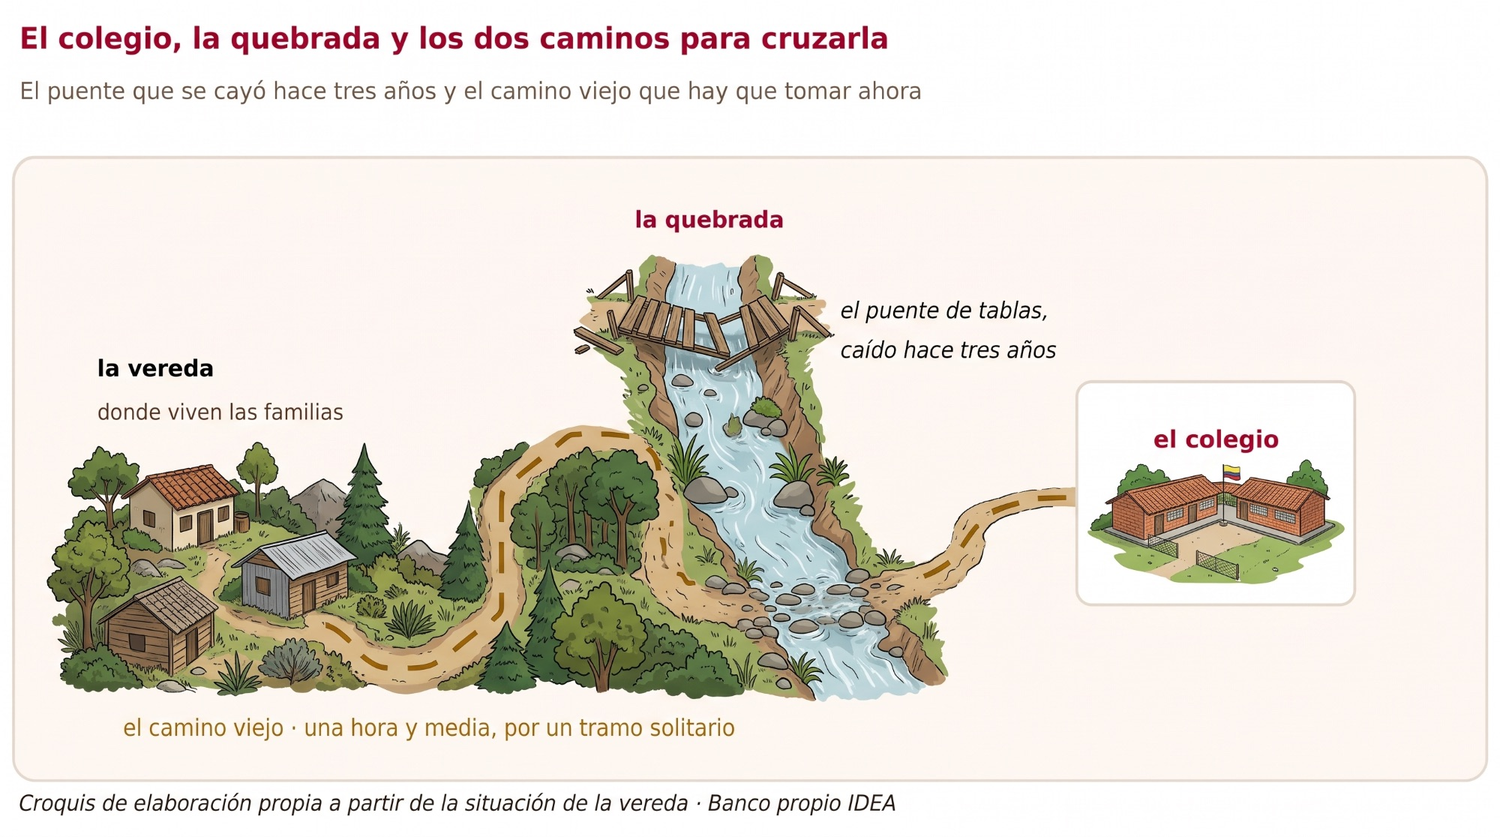 El colegio, la quebrada y los dos caminos para cruzarla
El puente que se cayó hace tres años y el camino viejo que hay que tomar ahora
la quebrada
el puente de tablas,
caído hace tres años
la vereda
donde viven las familias
el colegio
el camino viejo · una hora y media, por un tramo solitario
Croquis de elaboración propia a partir de la situación de la vereda · Banco propio IDEA